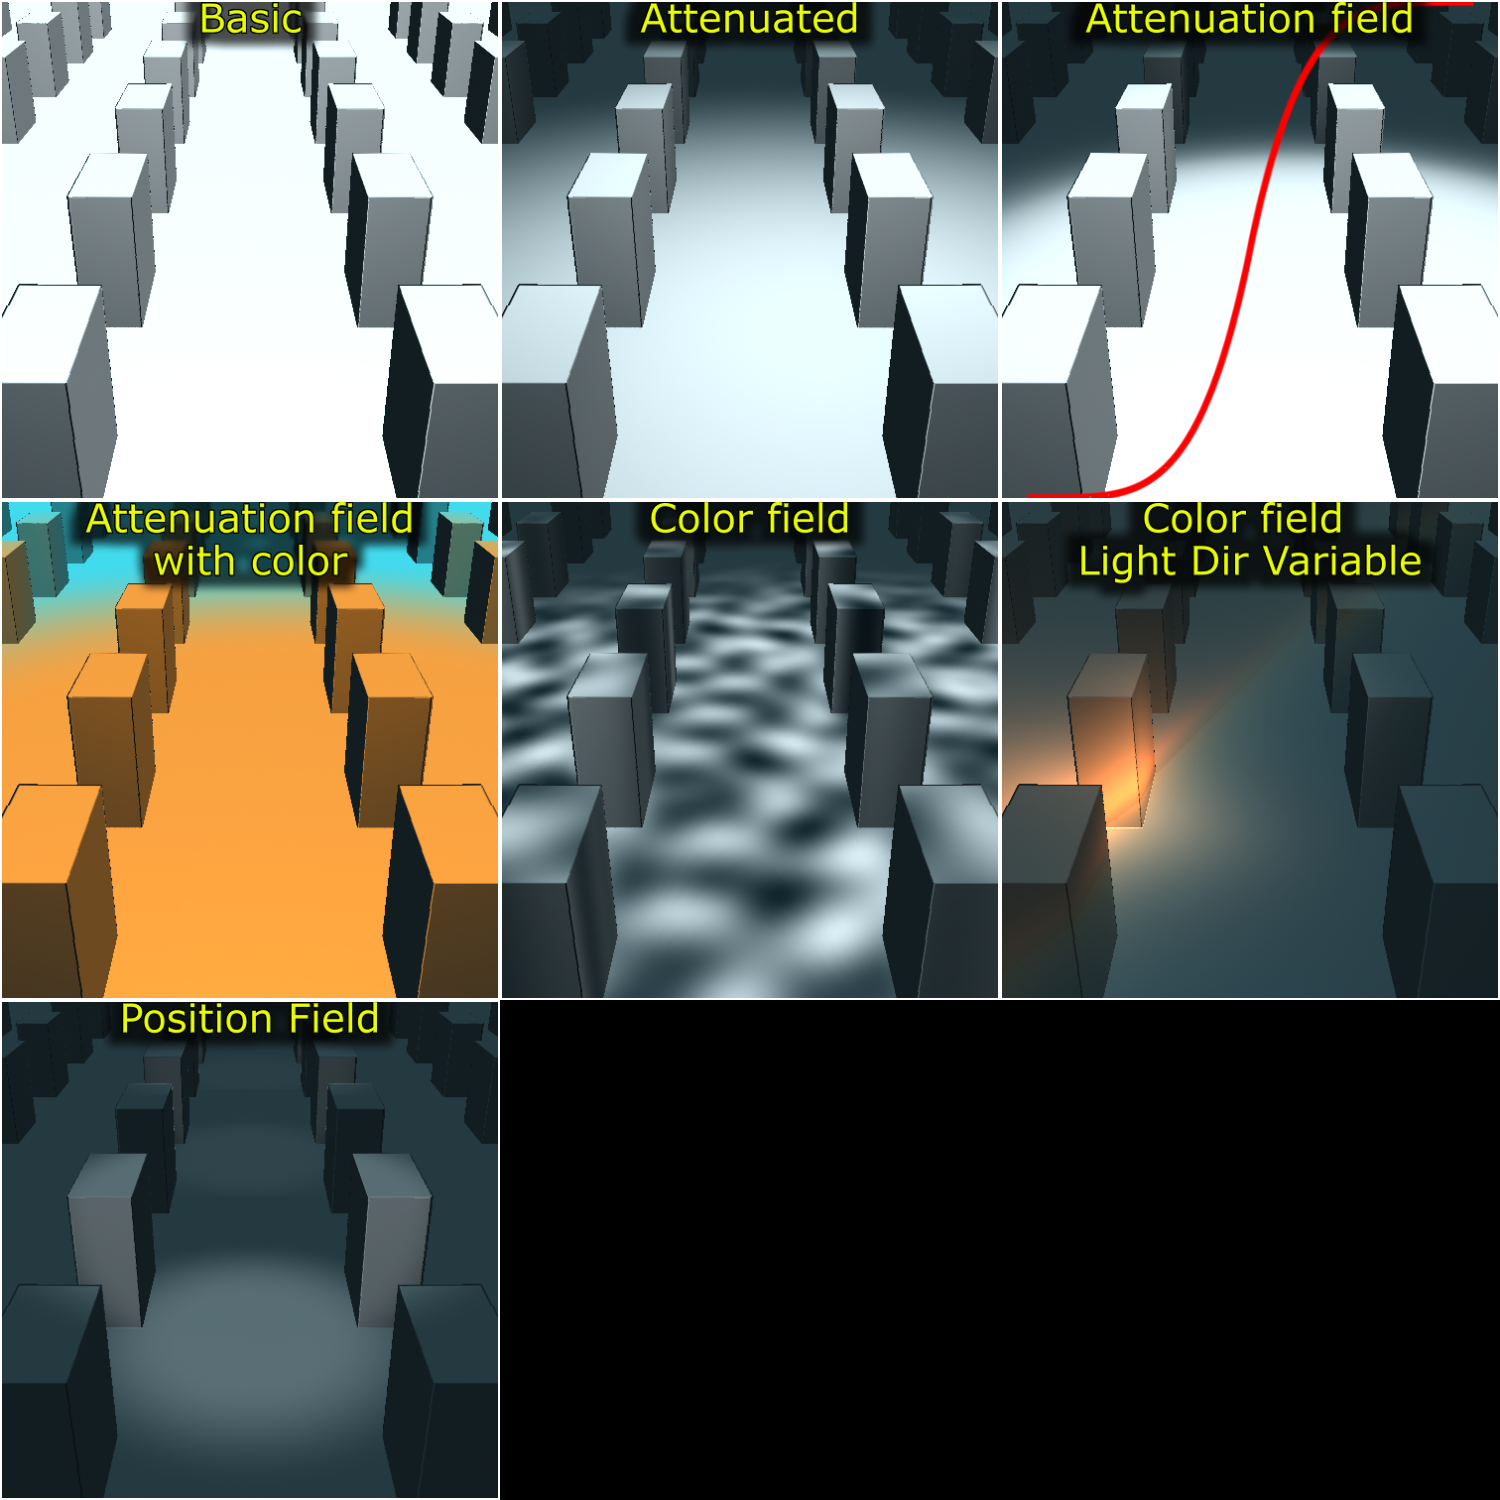 Basic
Attenuated
Attenuation field
Attenuation field
with color
Color field
Color field
Light Dir Variable
Position Field